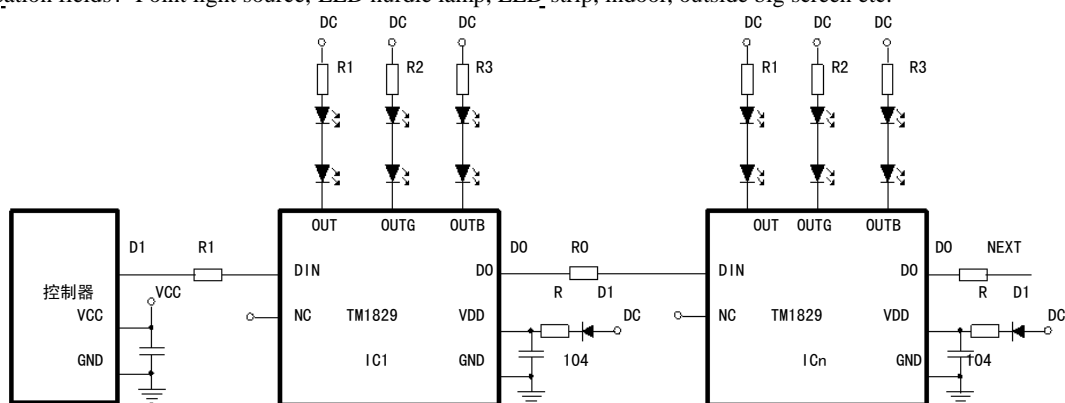 ation fields: Point light source, LED hurdle lamp, LED strip, indoor, outside big screen etc.
DC DC DC DC DC DC
R1 R2 R3 R1 R2 R3
OUT OUTG OUTB OUT OUTG OUTB
D1 R1 DO RO DO NEXT
DIN DO DIN DO
控制器 VCC R D1 R D1
VCC NC TM1829 VDD DC NC TM1829 VDD DC
GND IC1 GND 104 ICn GND 104